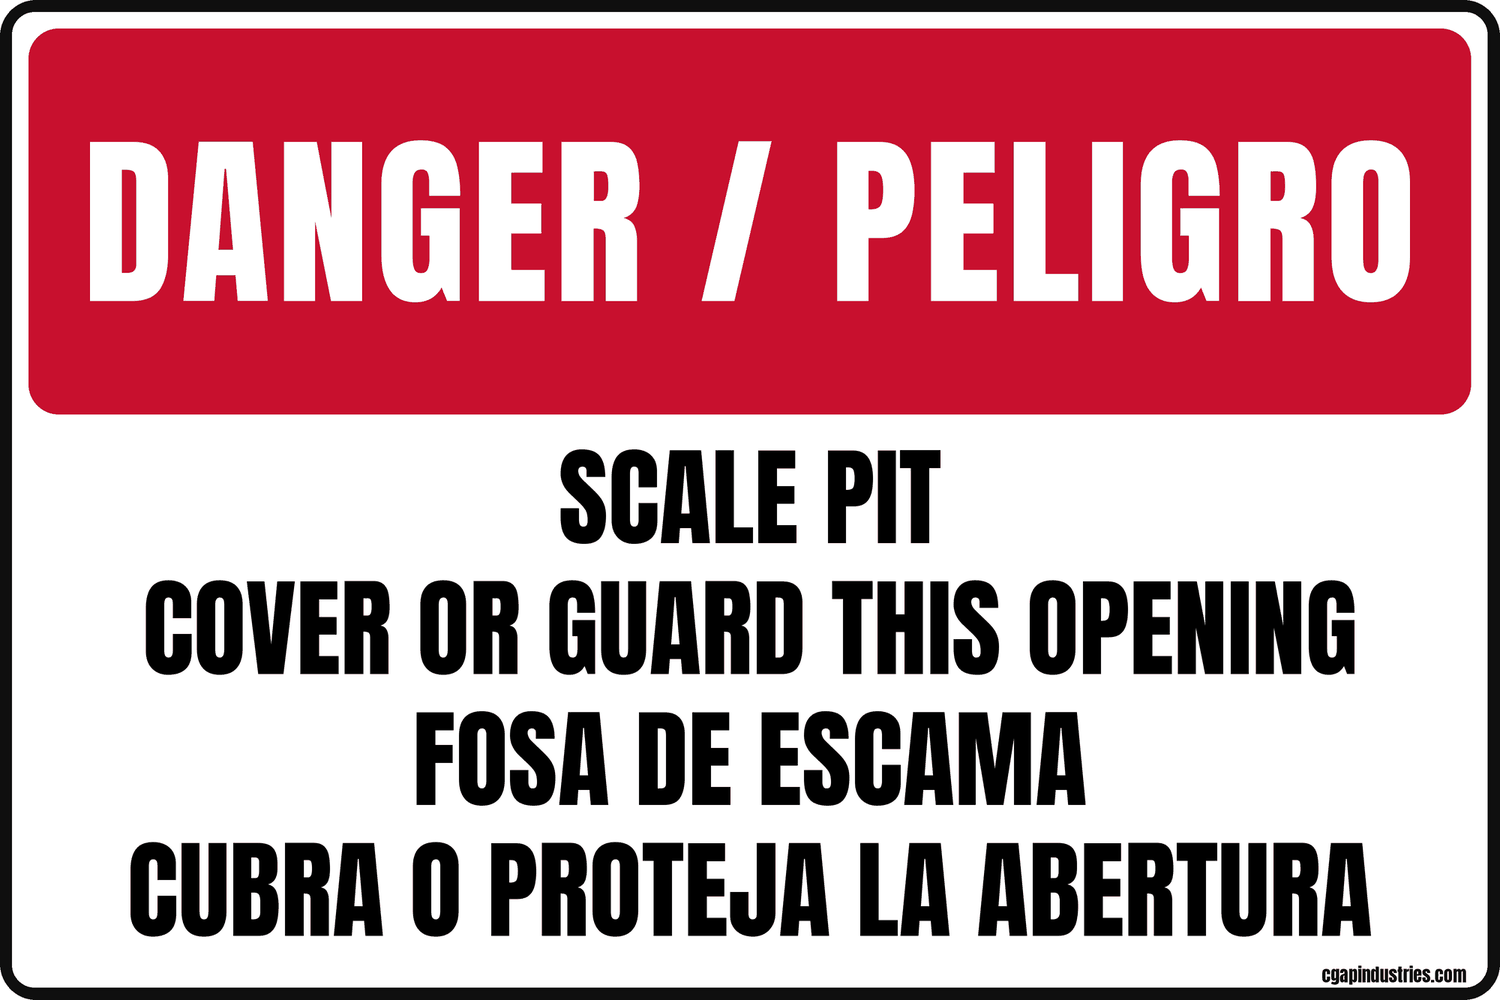 DANGER / PELIGRO
SCALE PIT
COVER OR GUARD THIS OPENING
FOSA DE ESCAMA
CUBRA O PROTEJA LA ABERTURA
cgapindustries.com